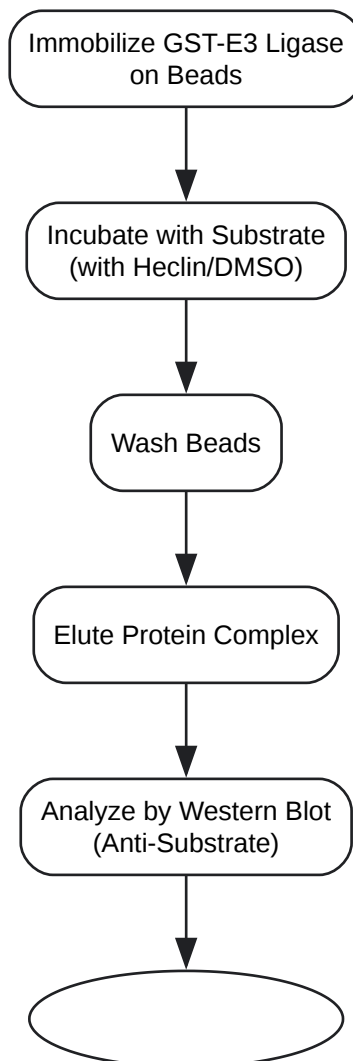 Immobilize GST-E3 Ligase
on Beads
Incubate with Substrate
(with Heclin/DMSO)
Wash Beads
Elute Protein Complex
Analyze by Western Blot
(Anti-Substrate)